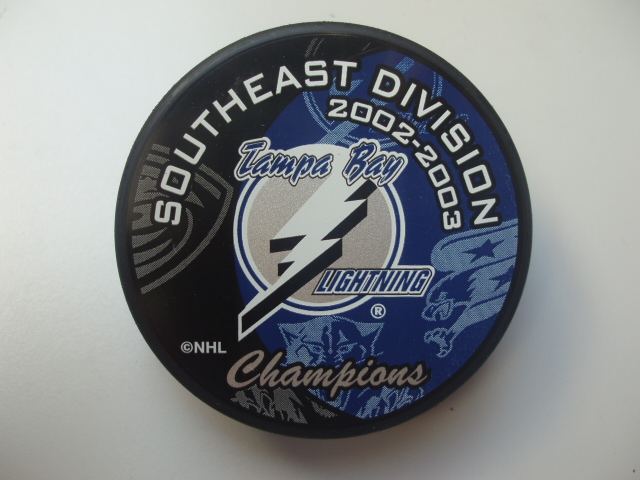 SOUTHEAST DIVISION
2002-2003
Tampa Bay
LIGHTNING
®
©NHL
Champions